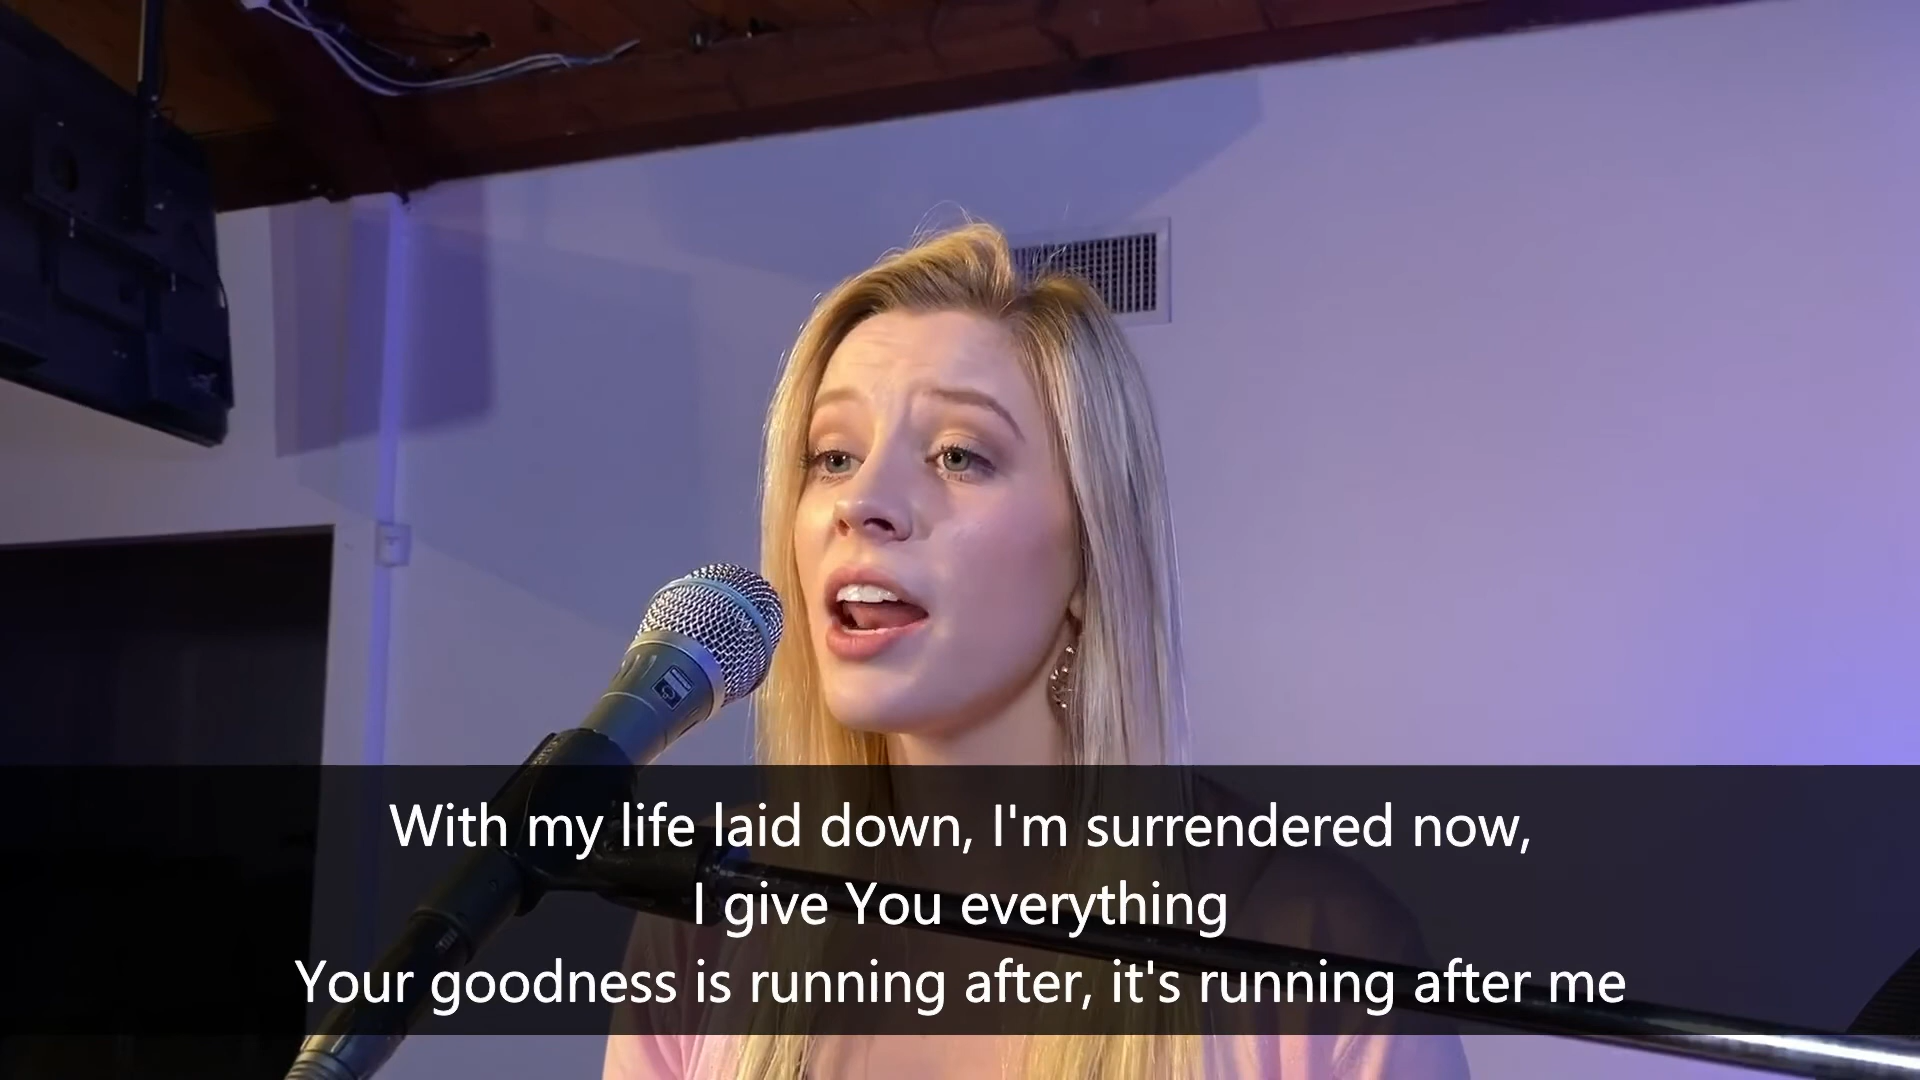 With my life laid down, I'm surrendered now,
I give You everything
Your goodness is running after, it's running after me